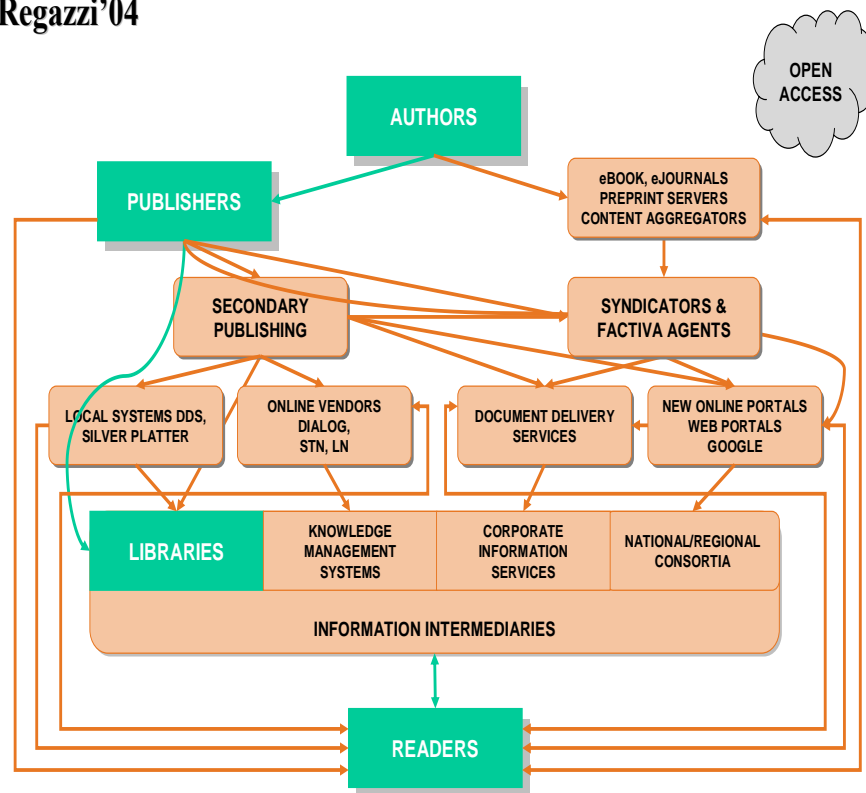 Regazzi'04
OPEN
ACCESS
AUTHORS
PUBLISHERS
eBOOK, eJOURNALS
PREPRINT SERVERS
CONTENT AGGREGATORS
SECONDARY
PUBLISHING
SYNDICATORS &
FACTIVA AGENTS
LOCAL SYSTEMS DDS,
SILVER PLATTER
ONLINE VENDORS
DIALOG,
STN, LN
DOCUMENT DELIVERY
SERVICES
NEW ONLINE PORTALS
WEB PORTALS
GOOGLE
LIBRARIES
KNOWLEDGE
MANAGEMENT
SYSTEMS
CORPORATE
INFORMATION
SERVICES
NATIONAL/REGIONAL
CONSORTIA
INFORMATION INTERMEDIARIES
READERS